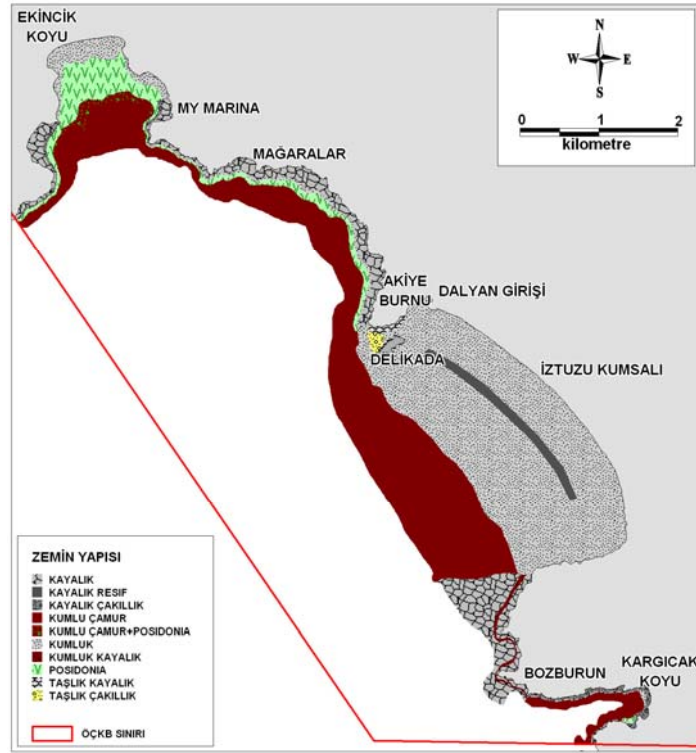 EKİNCİK
KOYU
N
W E
S
MY MARINA
0 1 2
kilometre
MAĞARALAR
AKİYE
BURNU
DALYAN GİRİŞİ
DELİKADA
İZTUZU KUMSALI
ZEMİN YAPISI
KAYALIK
KAYALIK RESIF
KAYALIK ÇAKILLIK
KUMLU ÇAMUR
KUMLU ÇAMUR+POSIDONIA
KUMLUK
KUMLUK KAYALIK
POSIDONIA
TAŞLIK KAYALIK
TAŞLIK ÇAKILLIK
ÖÇKB SINIRI
BOZBURUN
KARGICAK
KOYU